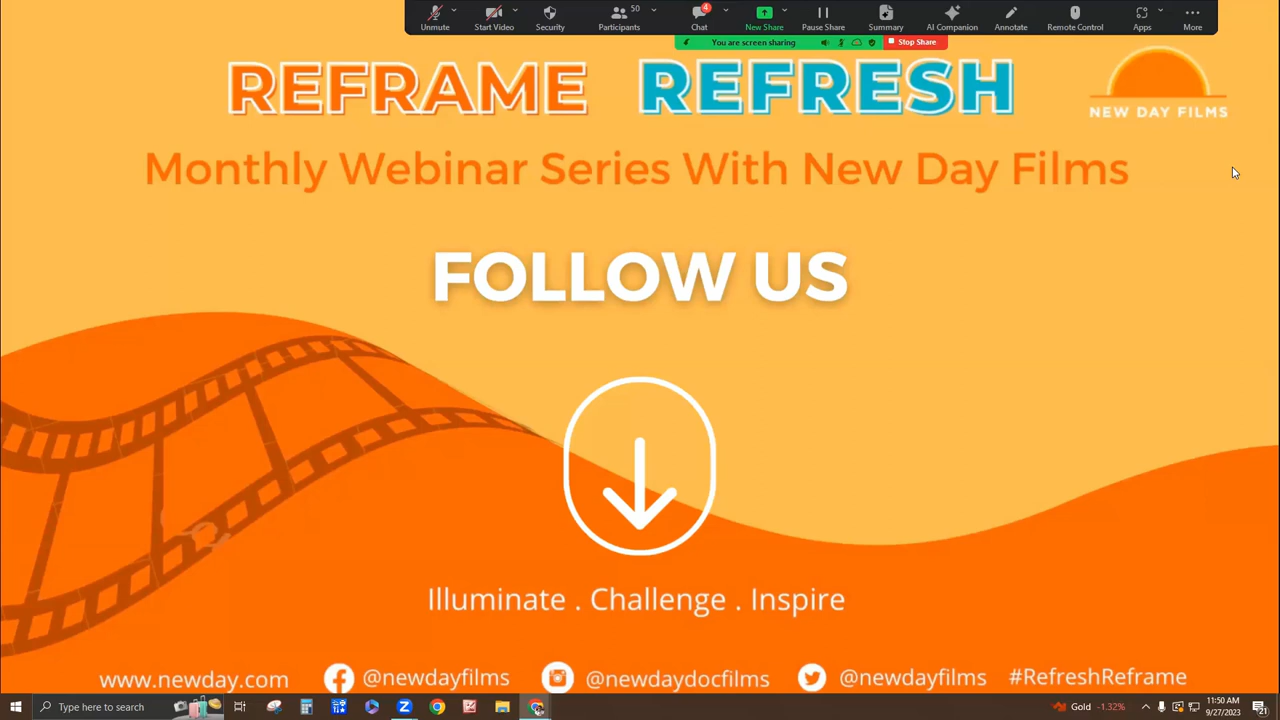 50
4
Unmute Start Video Security Participants Chat New Share Pause Share Summary AI Companion Annotate Remote Control Apps More
You are screen sharing Stop Share
REFRAME REFRESH
NEW DAY FILMS
Monthly Webinar Series With New Day Films
FOLLOW US
Illuminate . Challenge . Inspire
www.newday.com @newdayfilms @newdaydocfilms @newdayfilms #RefreshReframe
Type here to search
Gold -1.32%
11:50 AM
9/27/2023
21